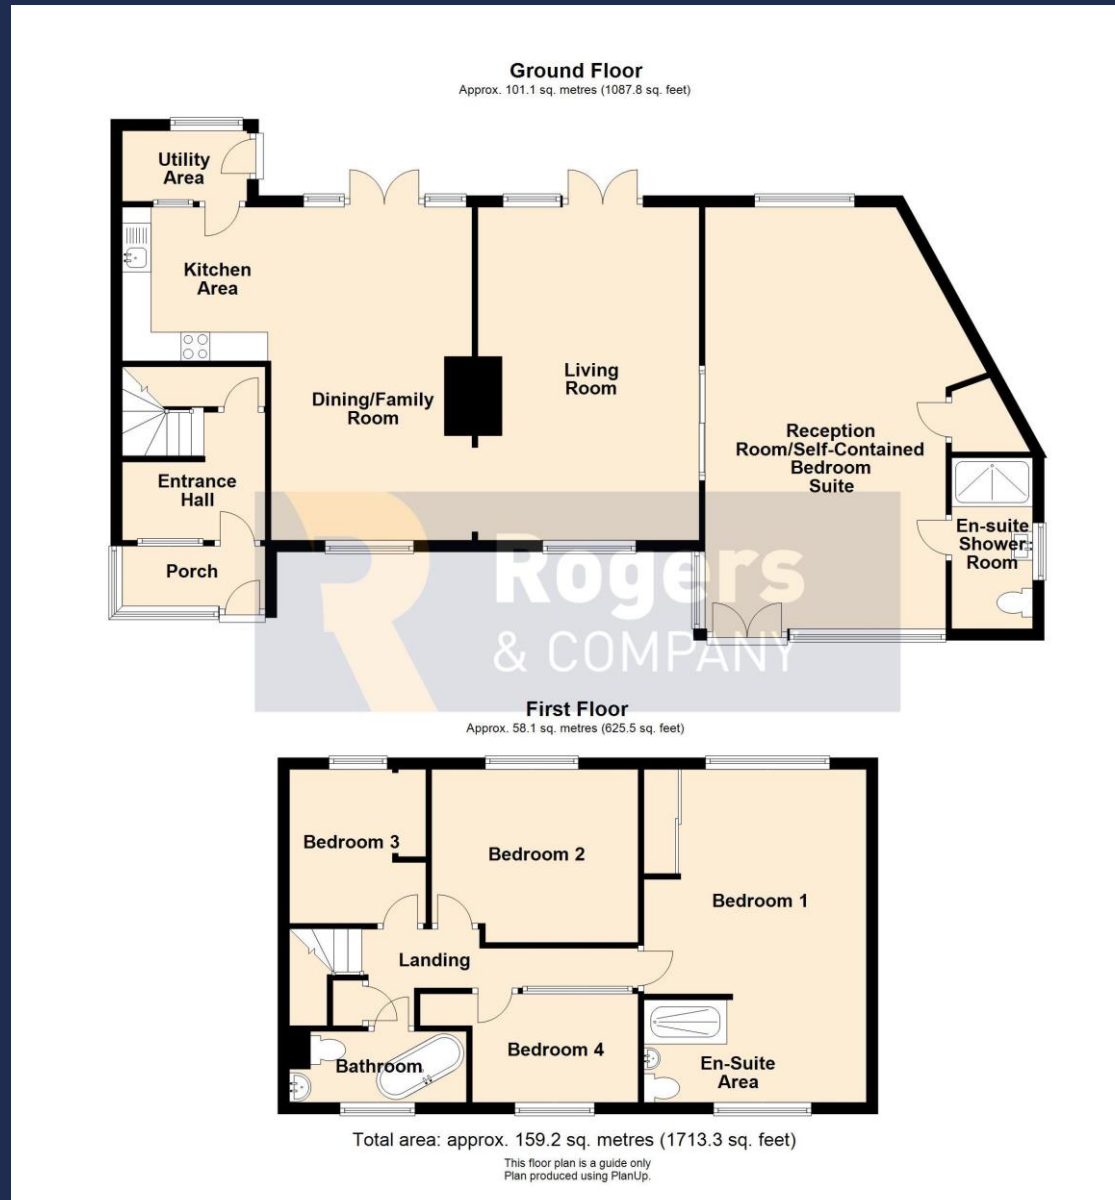 Ground Floor
Approx. 101.1 sq. metres (1087.8 sq. feet)
Utility
Area
Kitchen
Area
Dining/Family
Room
Living
Room
Reception
Room/Self-Contained
Bedroom
Suite
Entrance
Hall
En-suite
Shower
Room
Porch
Rogers
& COMPANY
First Floor
Approx. 58.1 sq. metres (625.5 sq. feet)
Bedroom 3
Bedroom 2
Bedroom 1
Landing
Bedroom 4
Bathroom
En-Suite
Area
Total area: approx. 159.2 sq. metres (1713.3 sq. feet)
This floor plan is a guide only
Plan produced using PlanUp.